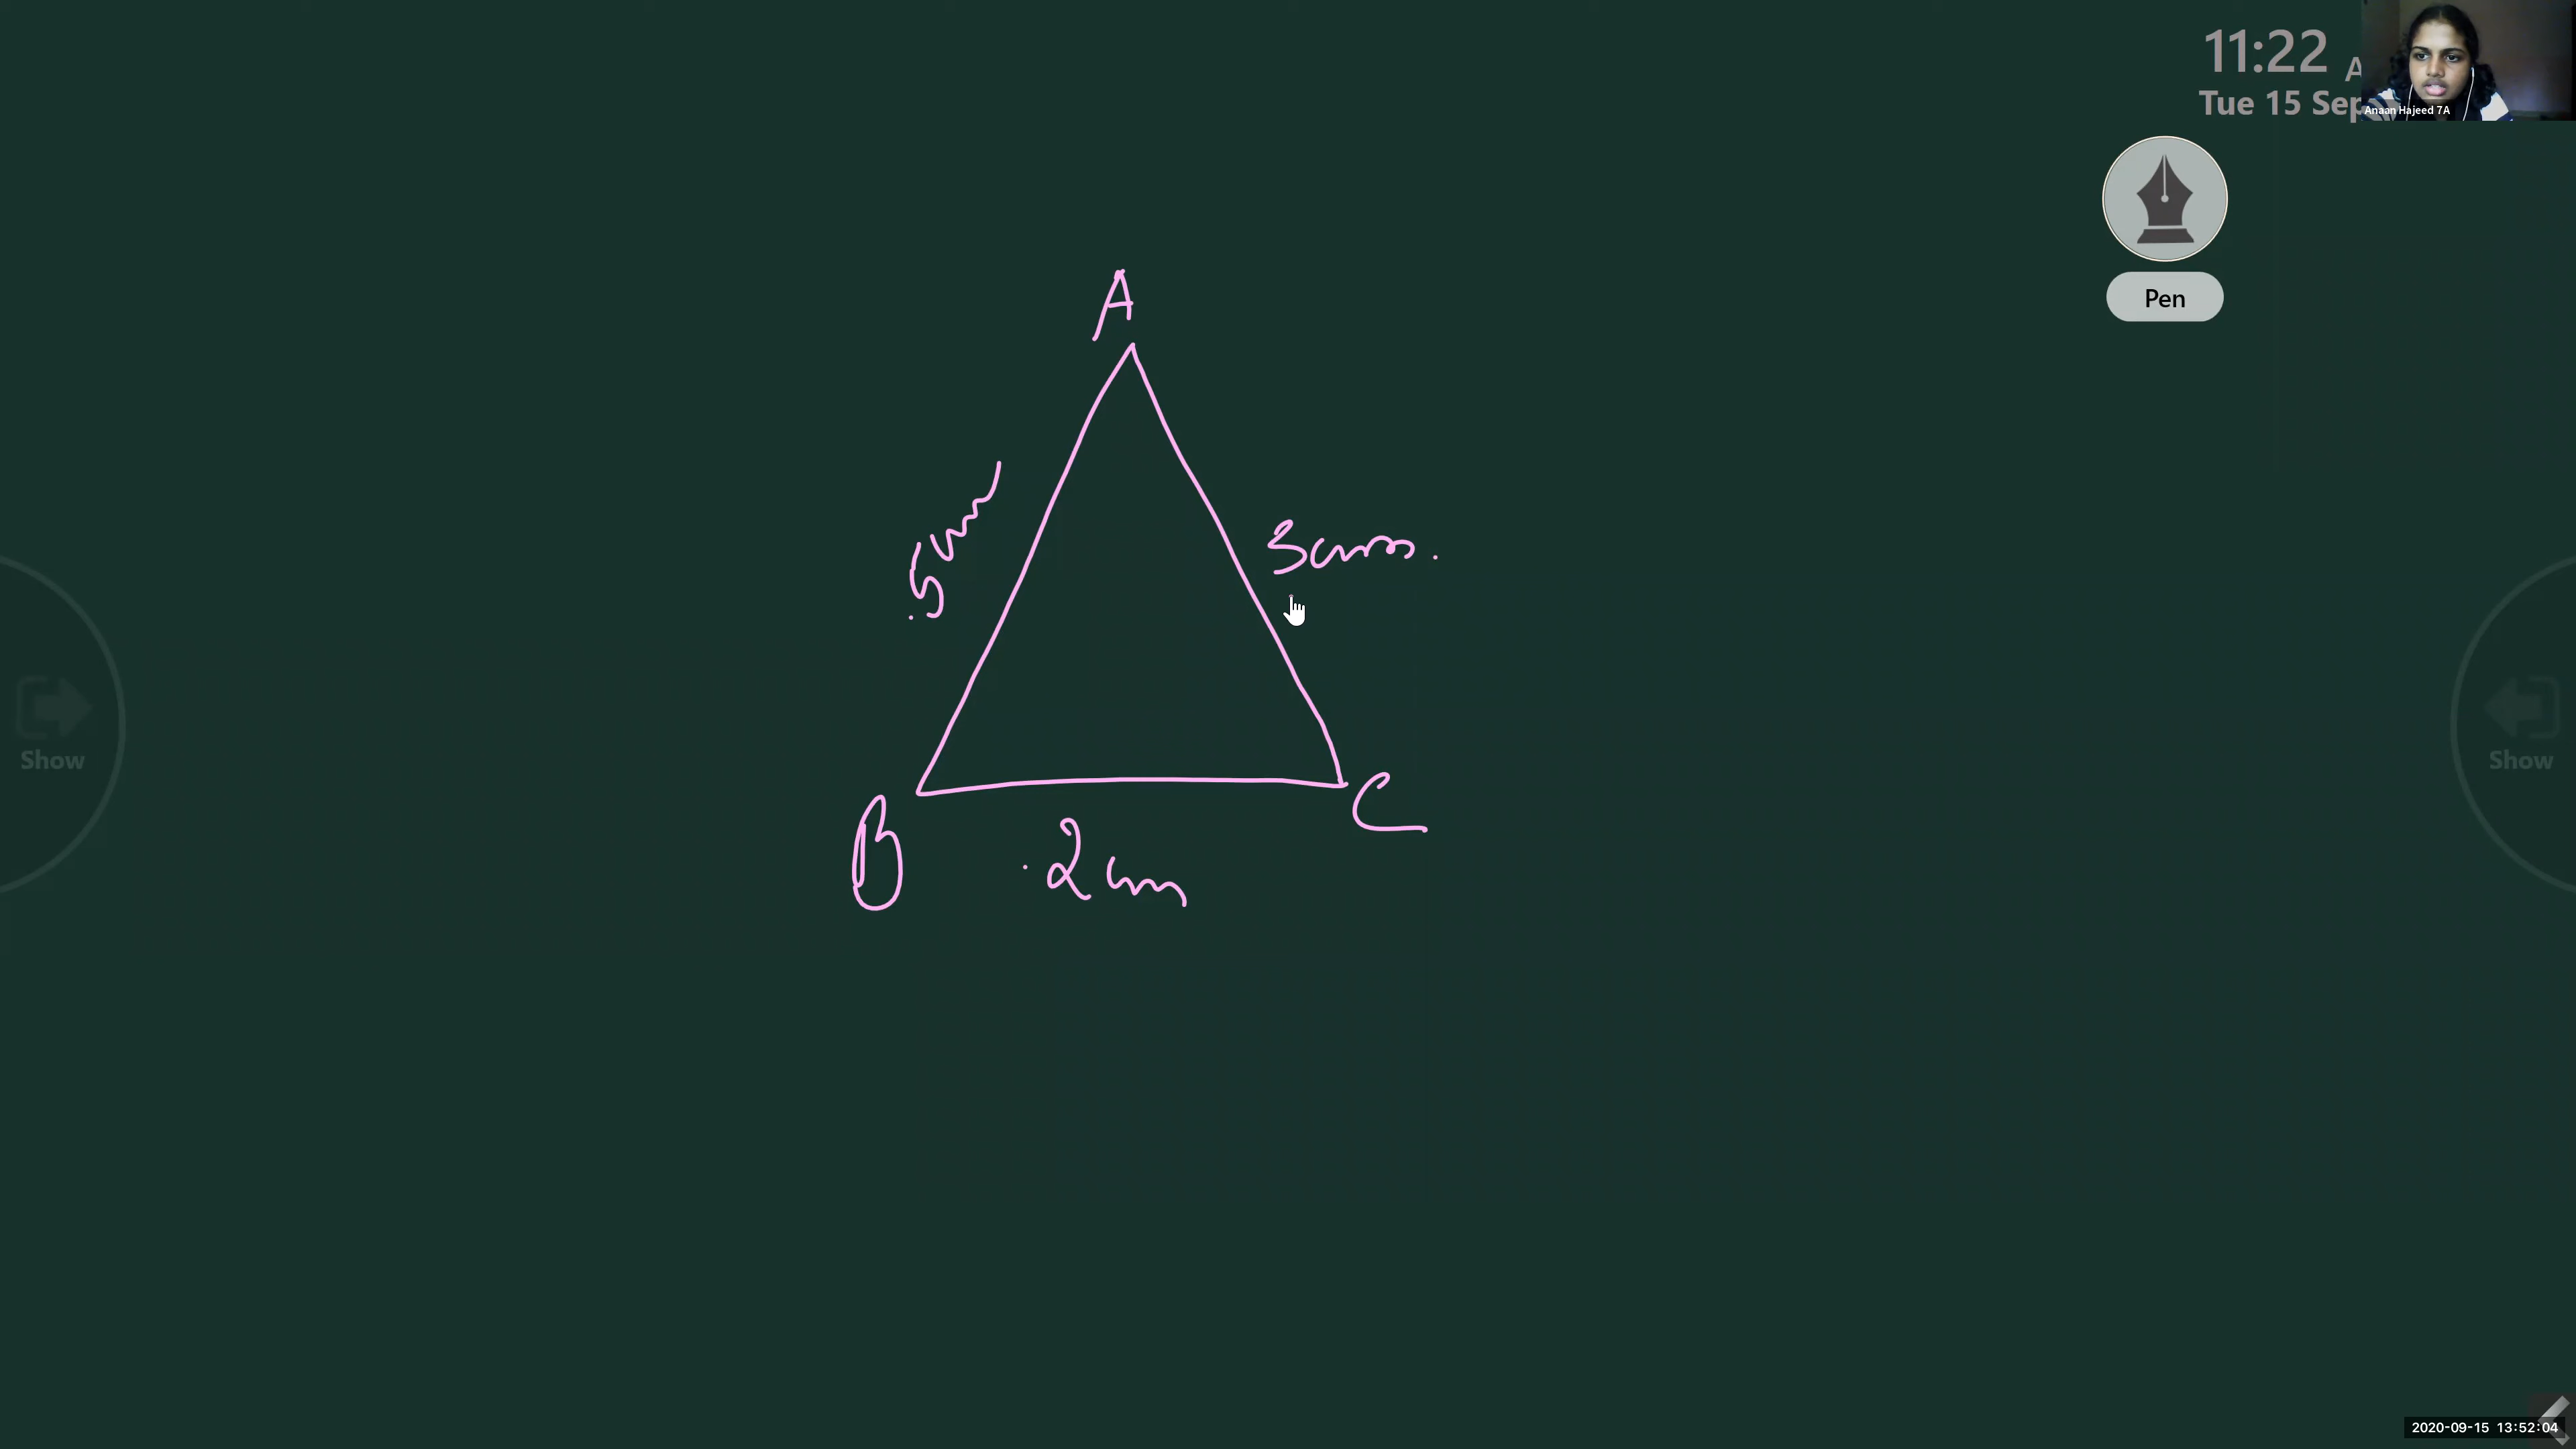 11:22 A
Tue 15 Sep
Anaan Hajeed 7A
Pen
A
.5cm
3cms.
Show
Show
B
C
.2cm
2020-09-15 13:52:04